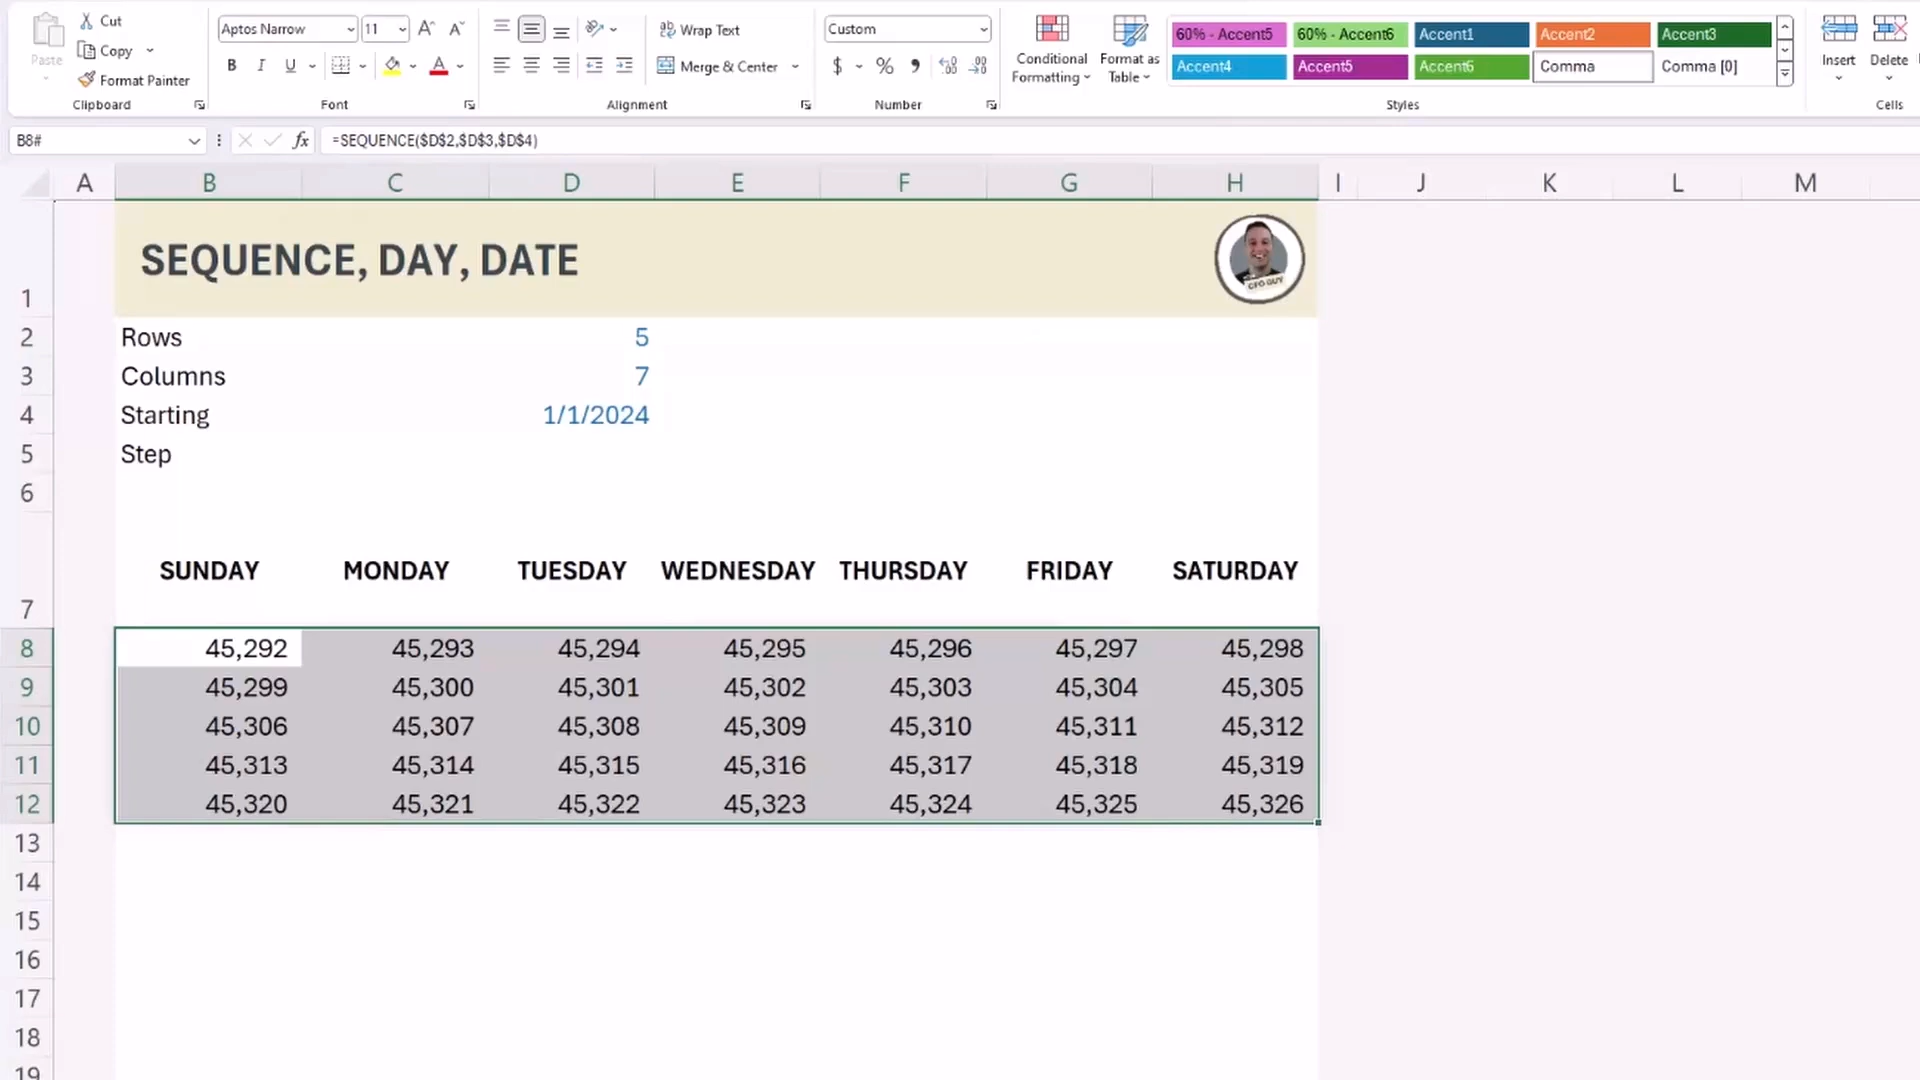 Paste
Cut
Copy
Format Painter
Clipboard
Aptos Narrow
11
B I U
Font
Wrap Text
Merge & Center
Alignment
Custom
$ % 9
Number
Conditional Formatting
Format as Table
60% - Accent5
60% - Accent6
Accent1
Accent2
Accent3
Accent4
Accent5
Accent6
Comma
Comma [0]
Styles
Insert
Delete
Cells
B8#
fx
=SEQUENCE($D$2,$D$3,$D$4)
A B C D E F G H I J K L M
1 SEQUENCE, DAY, DATE
CFO GUY
2 Rows 5
3 Columns 7
4 Starting 1/1/2024
5 Step
6
7 SUNDAY MONDAY TUESDAY WEDNESDAY THURSDAY FRIDAY SATURDAY
8 45,292 45,293 45,294 45,295 45,296 45,297 45,298
9 45,299 45,300 45,301 45,302 45,303 45,304 45,305
10 45,306 45,307 45,308 45,309 45,310 45,311 45,312
11 45,313 45,314 45,315 45,316 45,317 45,318 45,319
12 45,320 45,321 45,322 45,323 45,324 45,325 45,326
13
14
15
16
17
18
19